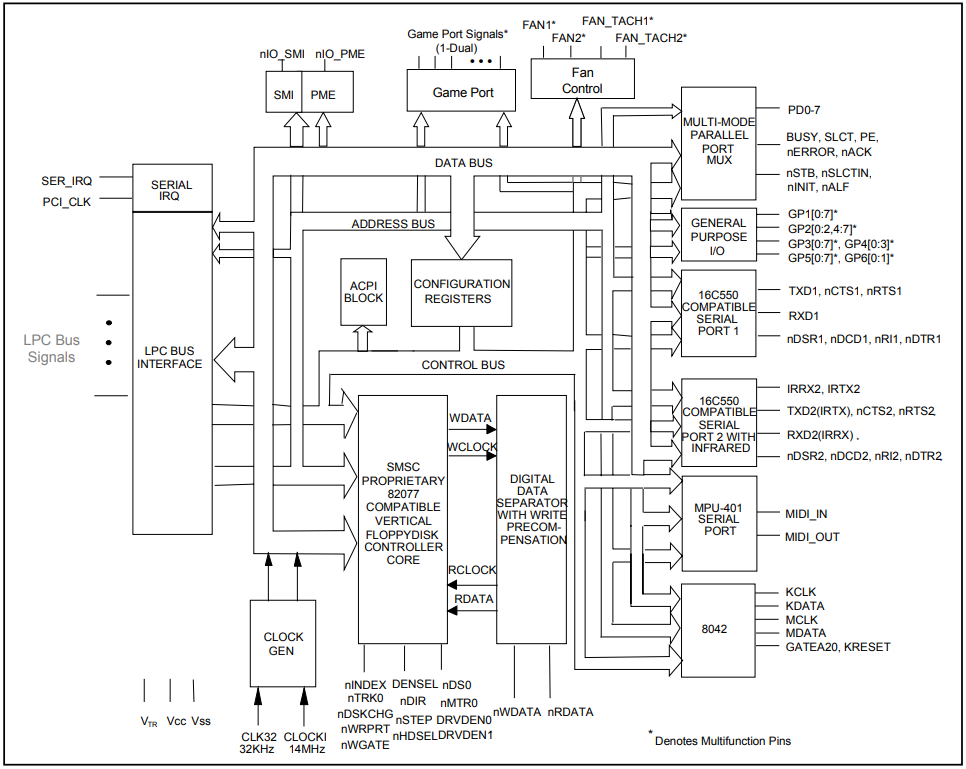 FAN1*
FAN_TACH1*
FAN2*
FAN_TACH2*
Game Port Signals*
(1-Dual)
nIO_SMI
nIO_PME
SMI
PME
Game Port
Fan
Control
MULTI-MODE
PARALLEL
PORT
MUX
PD0-7
BUSY, SLCT, PE,
nERROR, nACK
nSTB, nSLCTIN,
nINIT, nALF
DATA BUS
SER_IRQ
PCI_CLK
SERIAL
IRQ
ADDRESS BUS
GENERAL
PURPOSE
I/O
GP1[0:7]*
GP2[0:2,4:7]*
GP3[0:7]*, GP4[0:3]*
GP5[0:7]*, GP6[0:1]*
ACPI
BLOCK
CONFIGURATION
REGISTERS
16C550
COMPATIBLE
SERIAL
PORT 1
TXD1, nCTS1, nRTS1
RXD1
nDSR1, nDCD1, nRI1, nDTR1
LPC Bus
Signals
LPC BUS
INTERFACE
CONTROL BUS
16C550
COMPATIBLE
SERIAL
PORT 2 WITH
INFRARED
IRRX2, IRTX2
TXD2(IRTX), nCTS2, nRTS2,
RXD2(IRRX) ,
nDSR2, nDCD2, nRI2, nDTR2,
SMSC
PROPRIETARY
82077
COMPATIBLE
VERTICAL
FLOPPYDISK
CONTROLLER
CORE
WDATA
WCLOCK
RCLOCK
RDATA
DIGITAL
DATA
SEPARATOR
WITH WRITE
PRECOM-
PENSATION
MPU-401
SERIAL
PORT
MIDI_IN
MIDI_OUT
8042
KCLK
KDATA
MCLK
MDATA
GATEA20, KRESET
CLOCK
GEN
VTR Vcc Vss
CLK32
32KHz
CLOCKI
14MHz
nINDEX
nTRK0
nDSKCHG
nWRPRT
nWGATE
DENSEL
nDIR
nSTEP
nHDSEL
nDS0
nMTR0
DRVDEN0
DRVDEN1
nWDATA
nRDATA
* Denotes Multifunction Pins